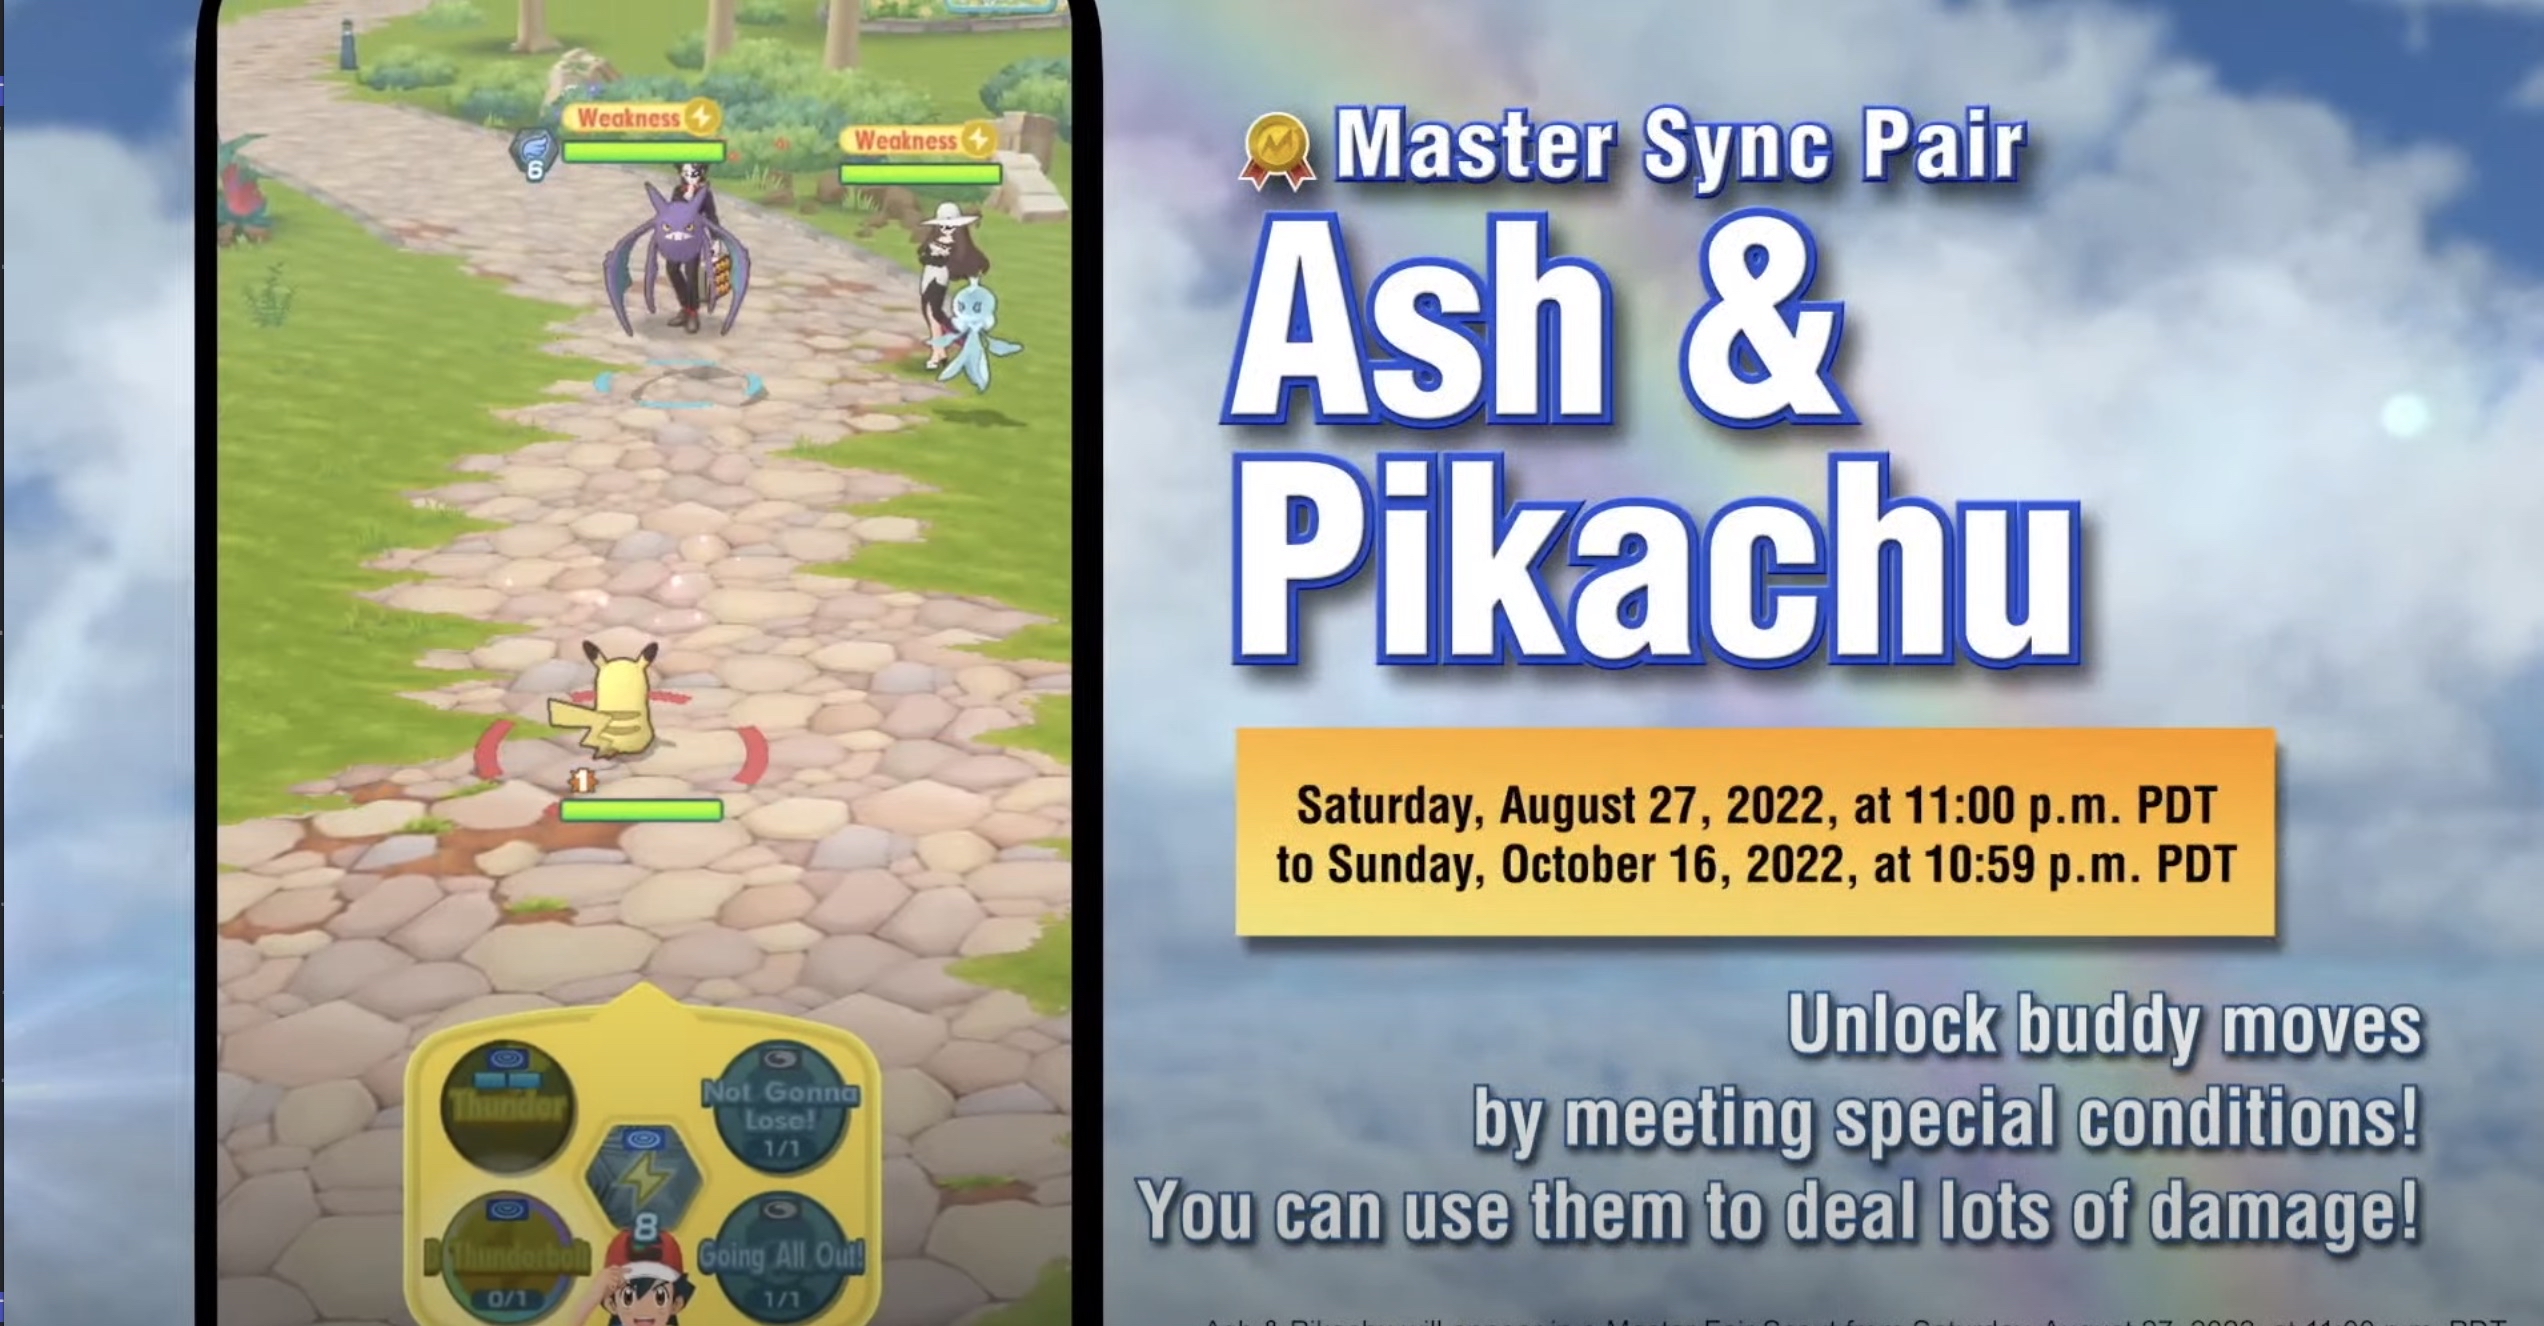 Weakness
6
Weakness
Master Sync Pair
Ash &
Pikachu
1
Saturday, August 27, 2022, at 11:00 p.m. PDT
to Sunday, October 16, 2022, at 10:59 p.m. PDT
Unlock buddy moves
by meeting special conditions!
You can use them to deal lots of damage!
Thunder
Not Gonna
Lose!
1/1
8
B Thunderbolt
0/1
Going All Out!
1/1